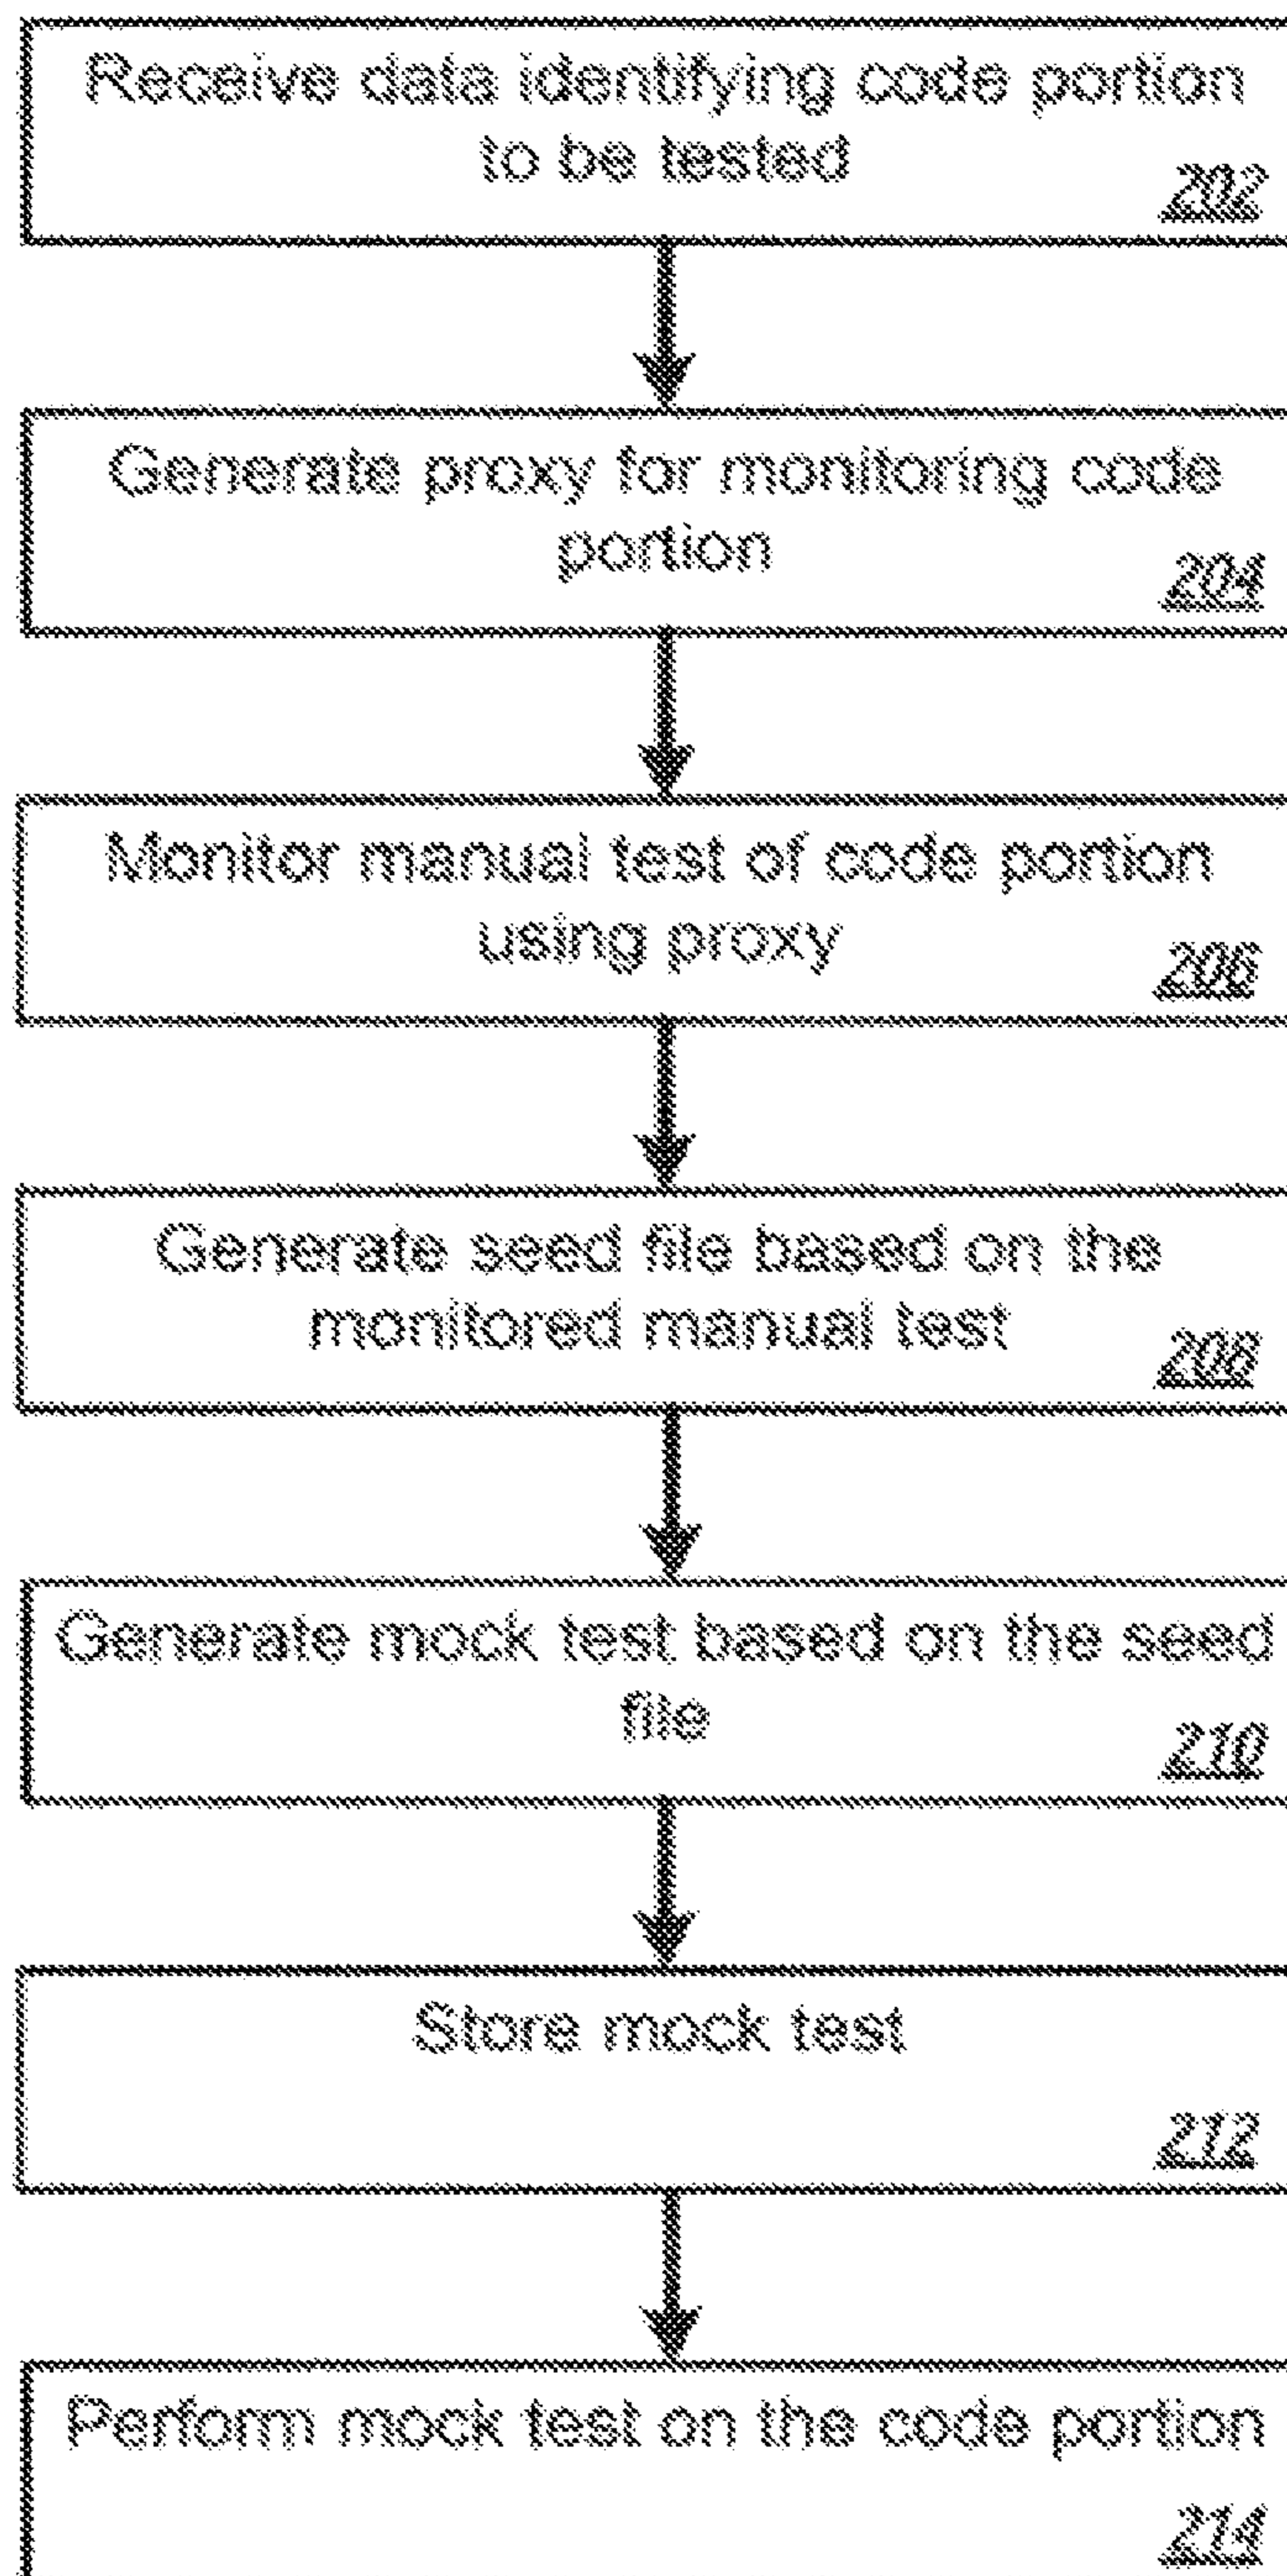 Receive data identifying code portion
to be tested
202
Generate proxy for monitoring code
portion
204
Monitor manual test of code portion
using proxy
206
Generate seed file based on the
monitored manual test
208
Generate mock test based on the seed
file
210
Store mock test
212
Perform mock test on the code portion
214